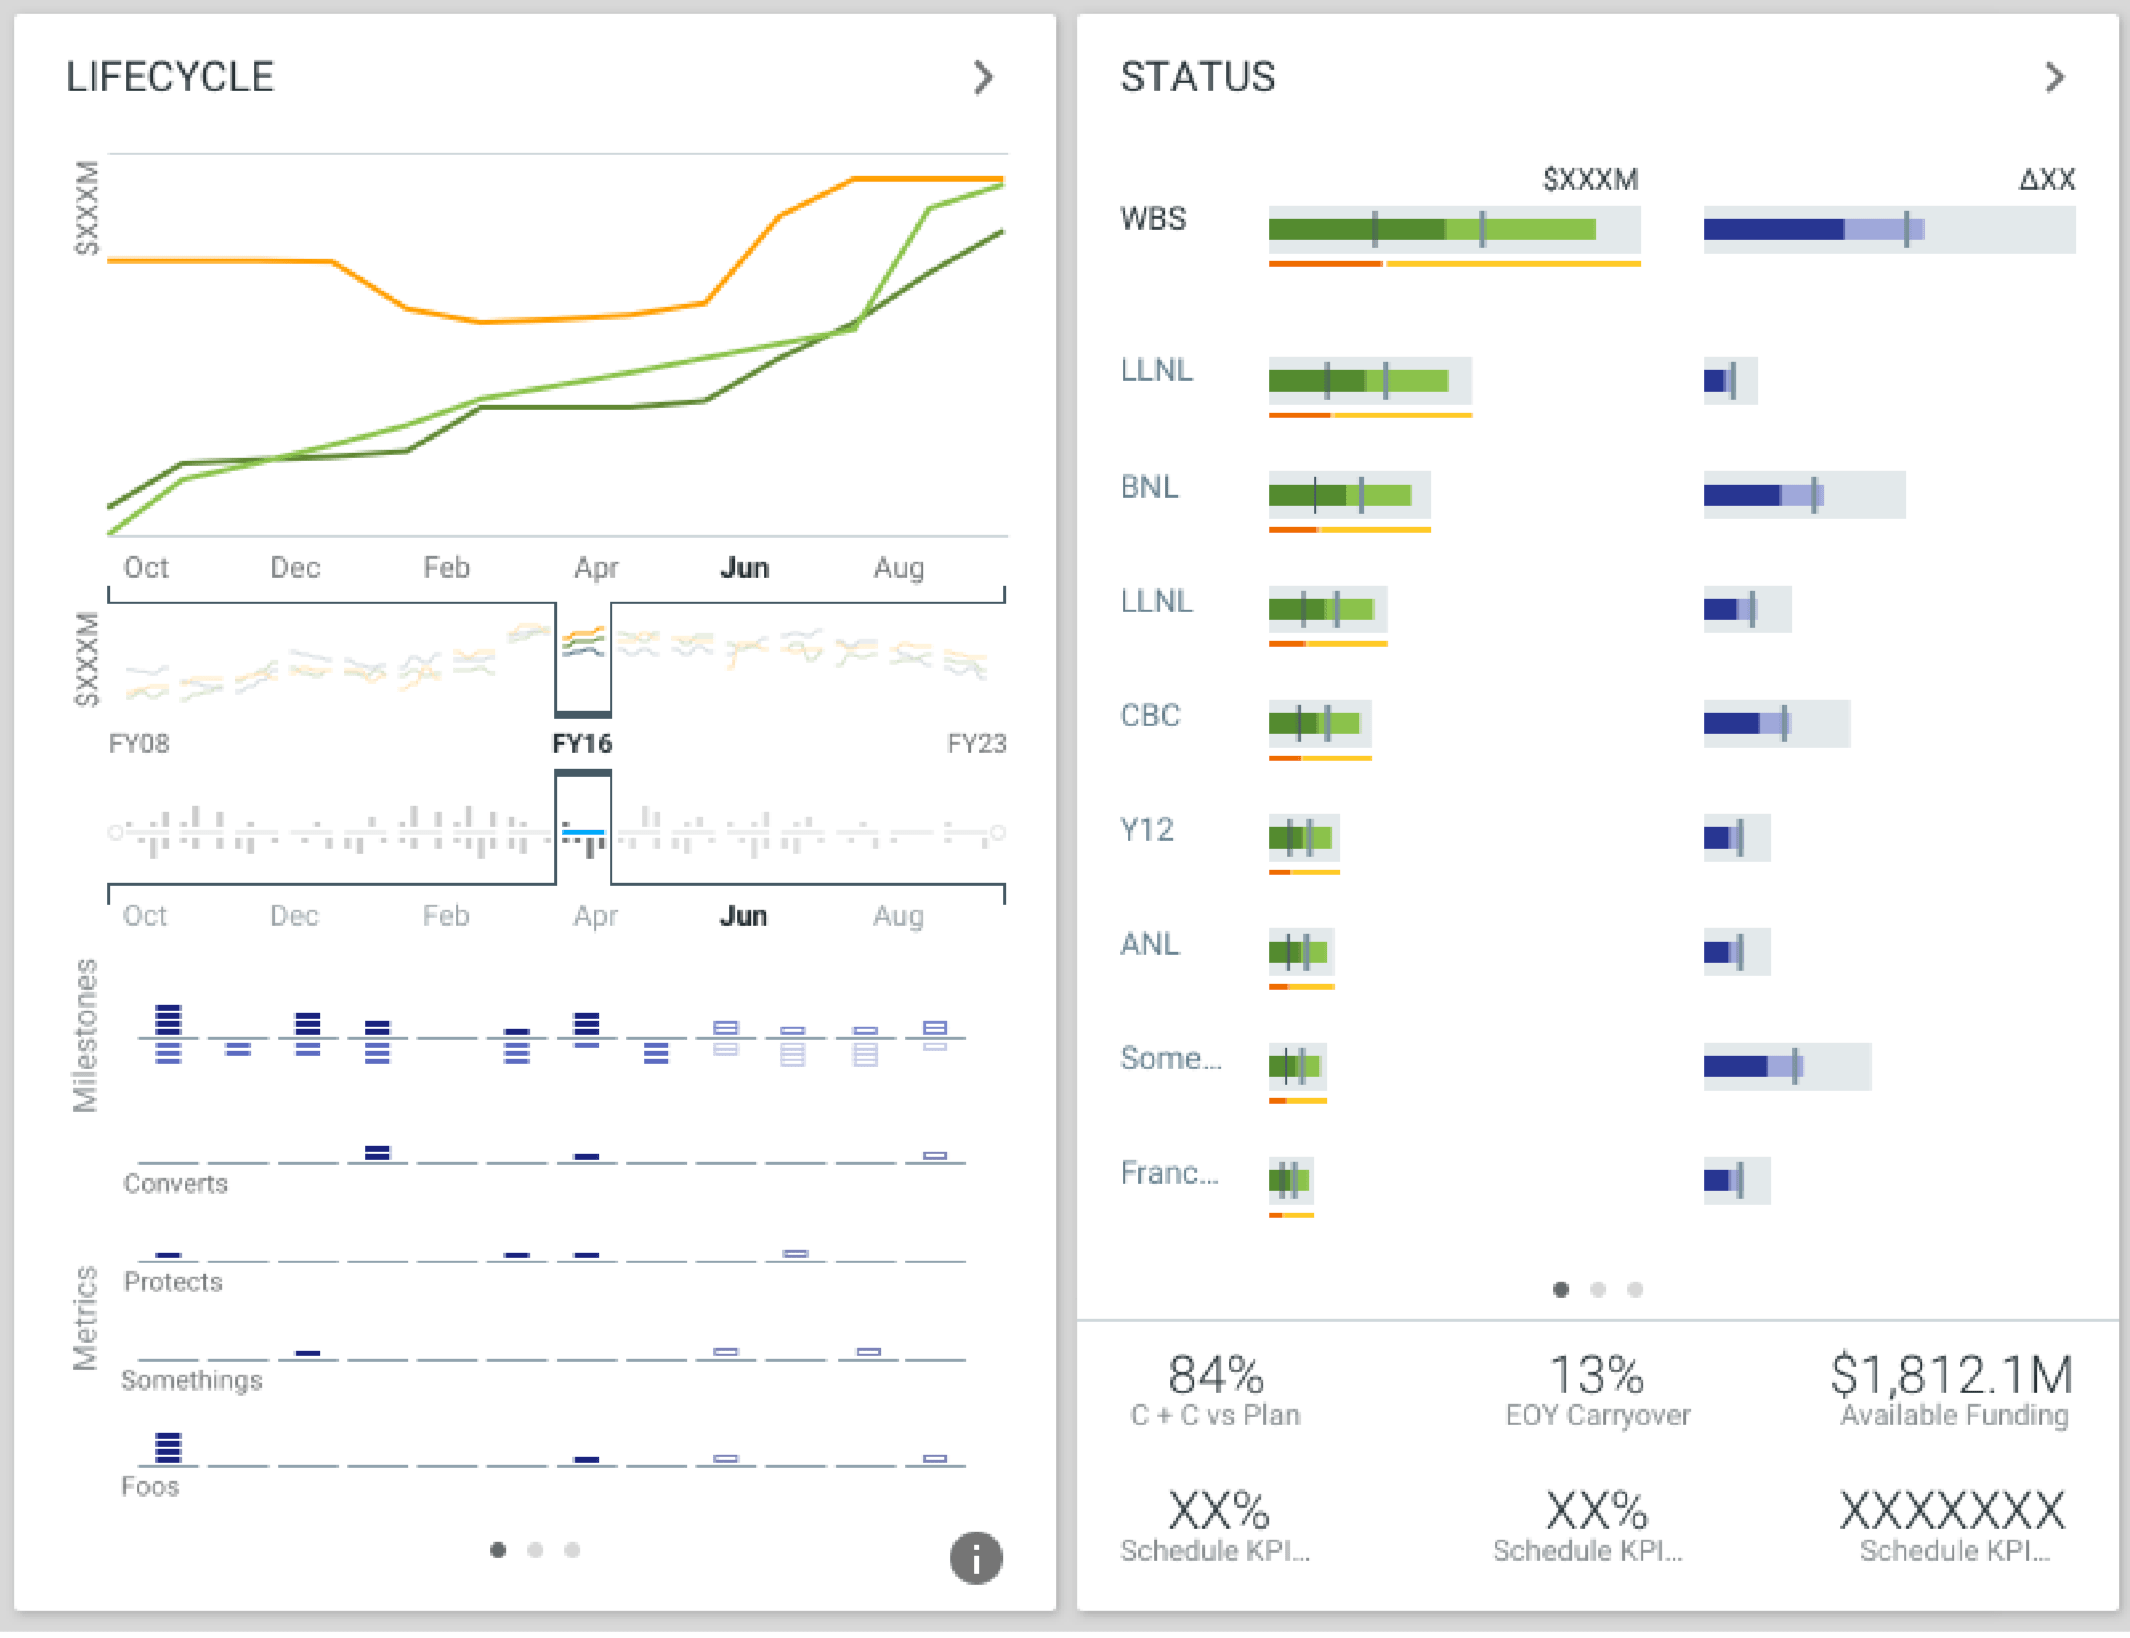 LIFECYCLE
$XXXM
Oct Dec Feb Apr Jun Aug
$XXXM
FY08 FY16 FY23
Oct Dec Feb Apr Jun Aug
Milestones
Converts
Metrics
Protects
Somethings
Foos
STATUS
$XXXM ΔXX
WBS
LLNL
BNL
LLNL
CBC
Y12
ANL
Some...
Franc...
84% 13% $1,812.1M
C + C vs Plan EOY Carryover Available Funding
XX% XX% XXXXXXX
Schedule KPI... Schedule KPI... Schedule KPI...